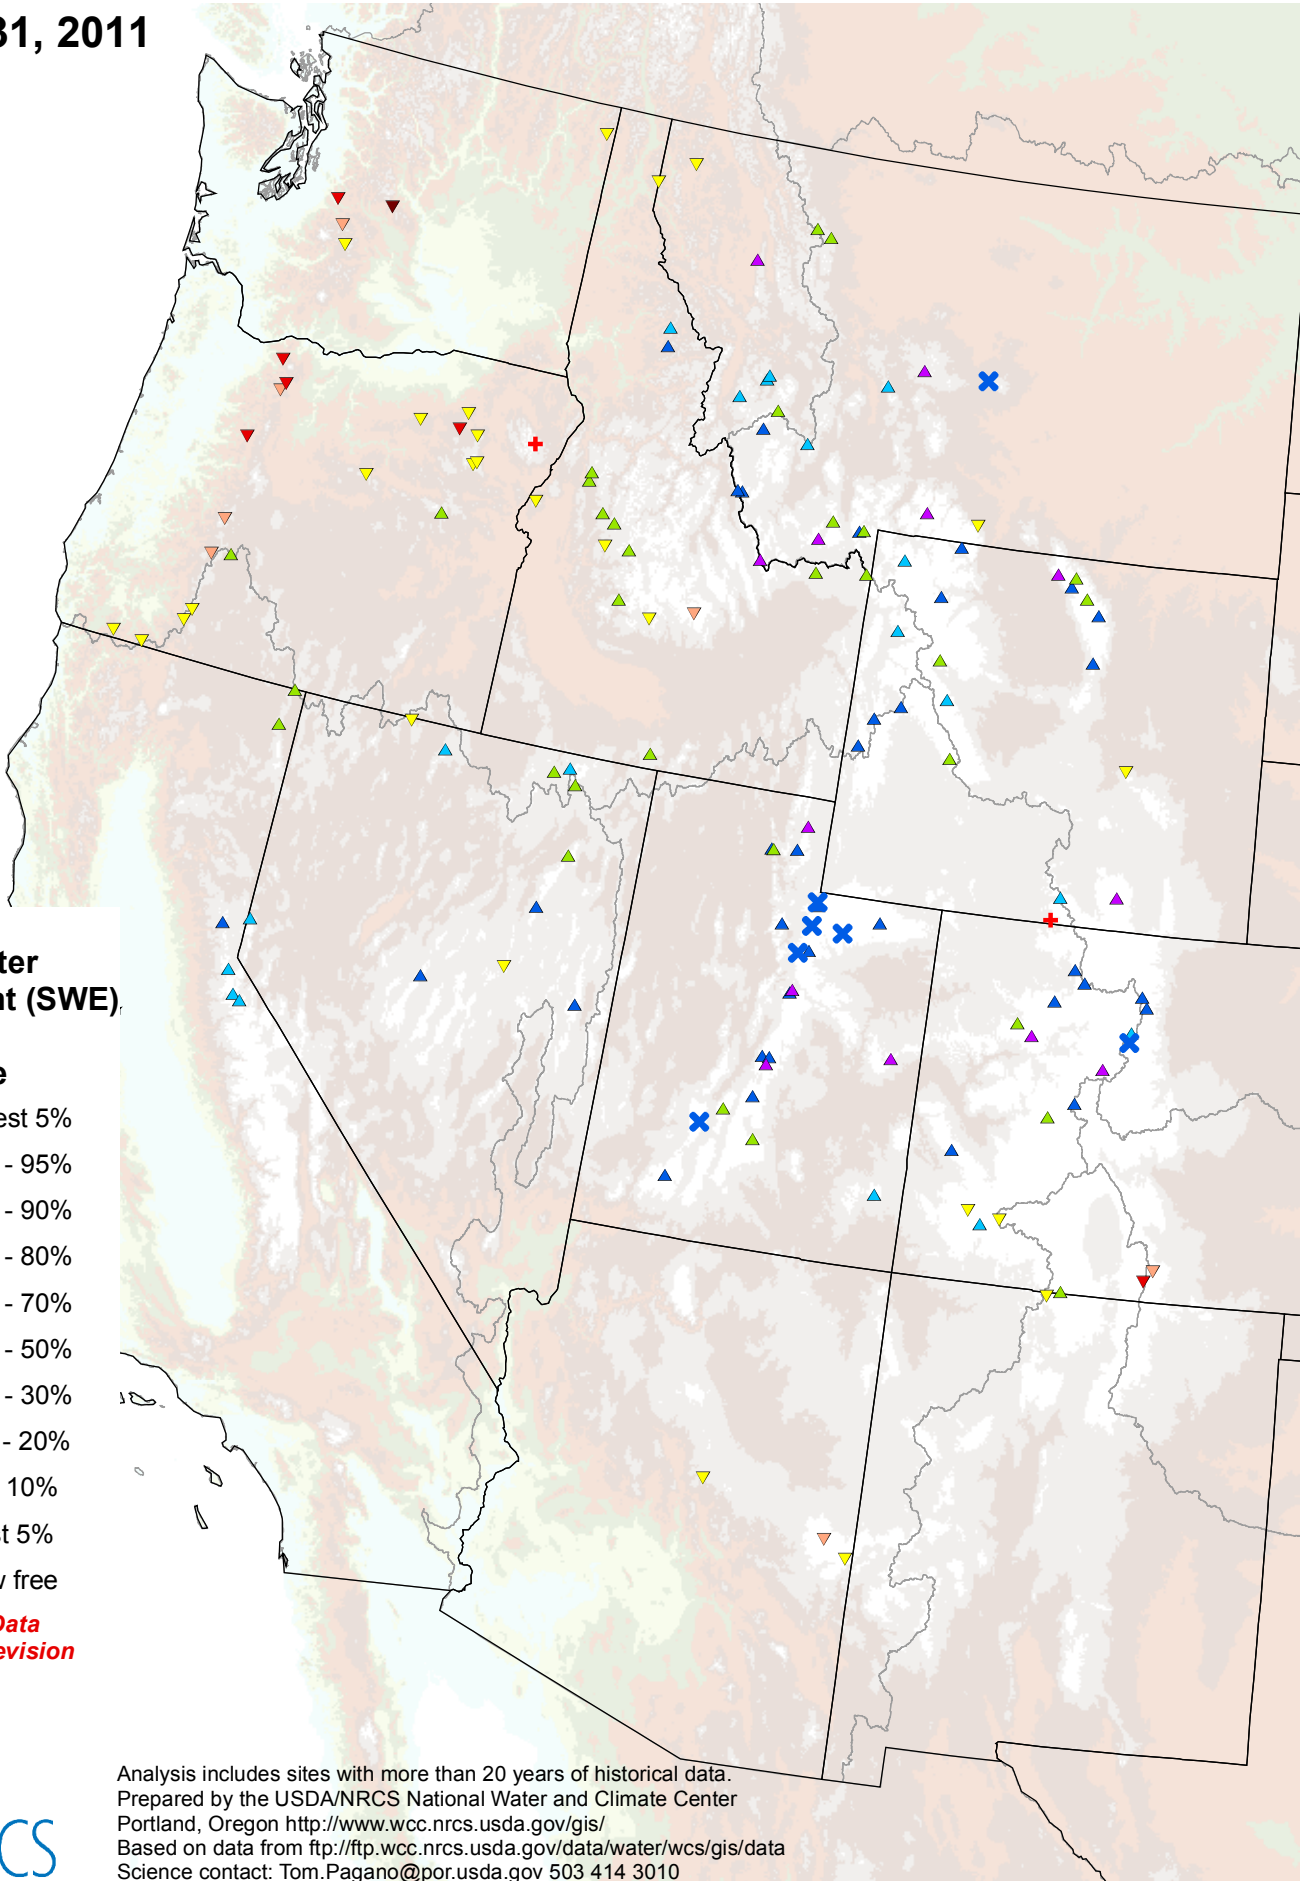 31, 2011
ter
t (SWE)
e
est 5%
- 95%
- 90%
- 80%
- 70%
- 50%
- 30%
- 20%
10%
t 5%
free
Data
evision
Analysis includes sites with more than 20 years of historical data.
Prepared by the USDA/NRCS National Water and Climate Center
Portland, Oregon http://www.wcc.nrcs.usda.gov/gis/
Based on data from ftp://ftp.wcc.nrcs.usda.gov/data/water/wcs/gis/data
Science contact: Tom.Pagano@por.usda.gov 503 414 3010
CS